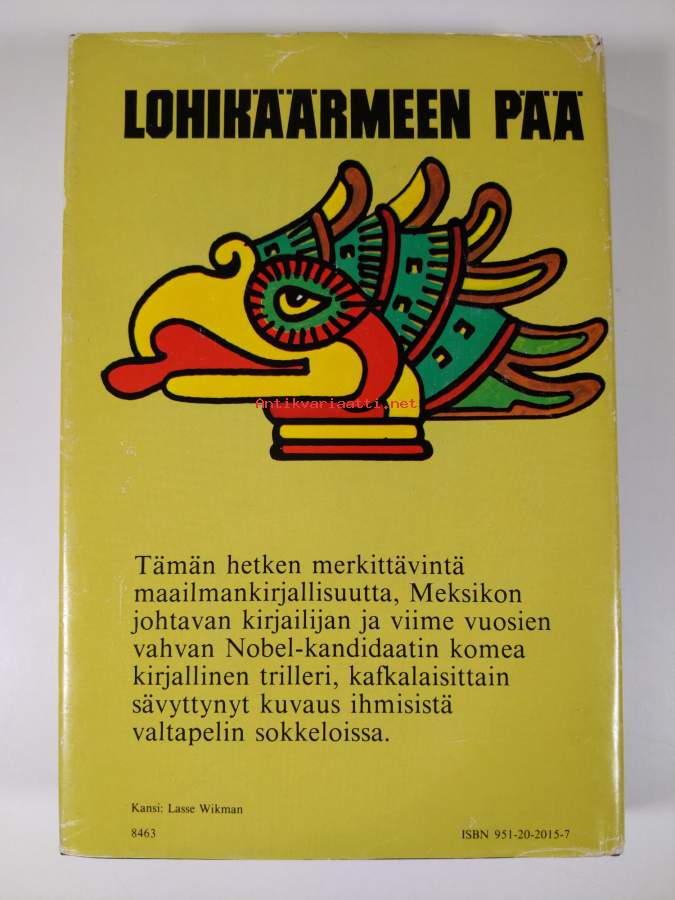 LOHIKÄÄRMEEN PÄÄ
Antikvariaatti.net
Tämän hetken merkittävintä
maailmankirjallisuutta, Meksikon
johtavan kirjailijan ja viime vuosien
vahvan Nobel-kandidaatin komea
kirjallinen trilleri, kafkalaisittain
sävyttynyt kuvaus ihmisistä
valtapelin sokkeloissa.
Kansi: Lasse Wikman
8463 ISBN 951-20-2015-7